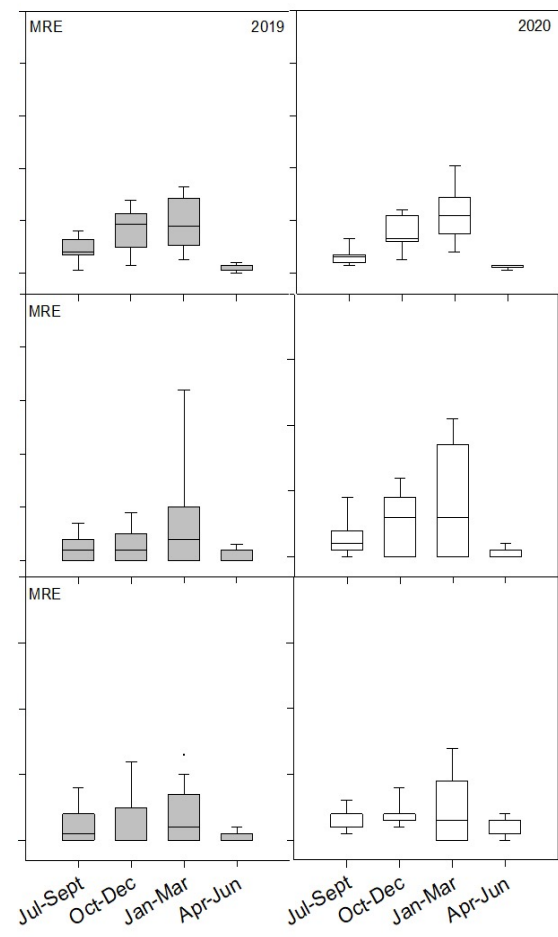 MRE 2019 2020
MRE
MRE
Jul-Sept Oct-Dec Jan-Mar Apr-Jun Jul-Sept Oct-Dec Jan-Mar Apr-Jun